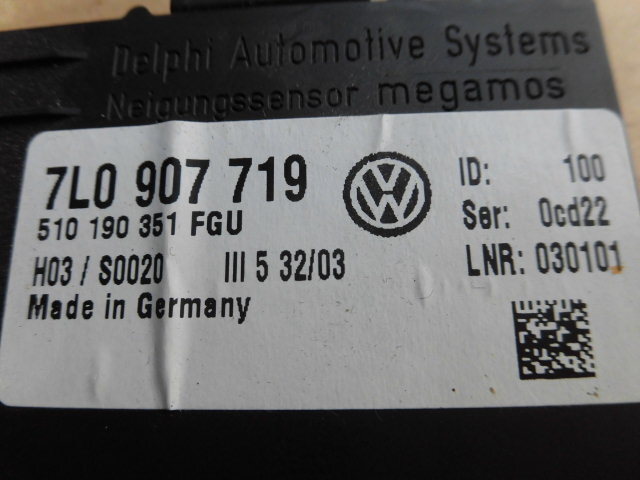 Delphi Automotive Systems
Neigungssensor megamos
7L0 907 719
510 190 351 FGU
H03 / S0020 III 5 32/03
Made in Germany
ID: 100
Ser: 0cd22
LNR: 030101